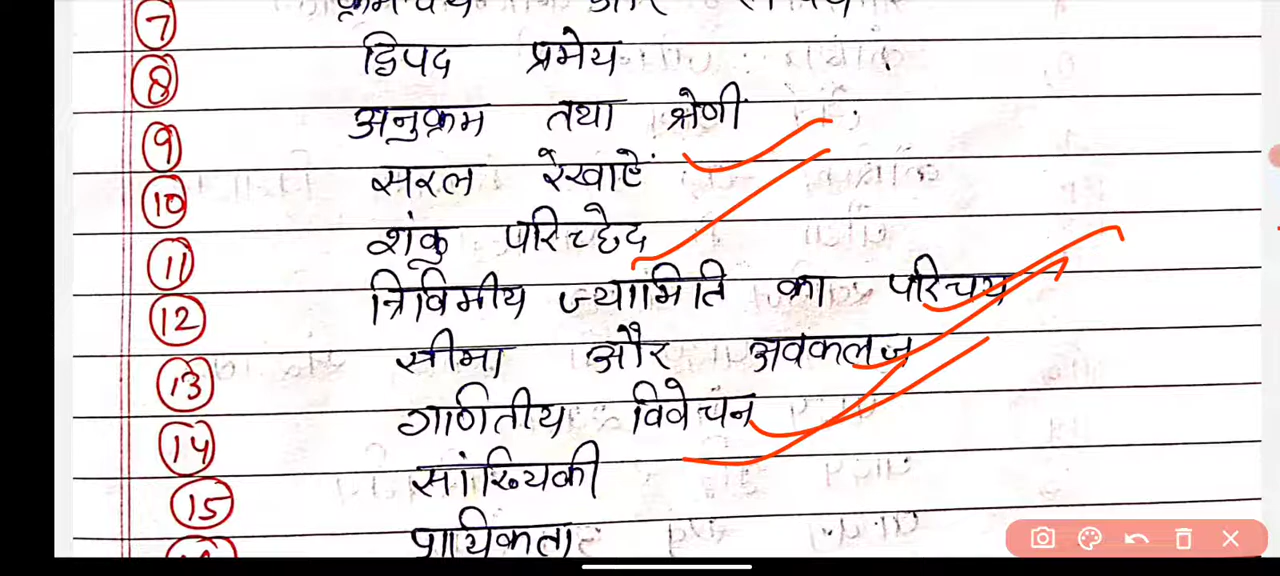 7
8 द्विपद प्रमेय
9 अनुक्रम तथा श्रेणी
10 सरल रेखाऐं
11 शंकु परिच्छेद
12 त्रिविमीय ज्यामिति का परिचय
13 सीमा और अवकलज
14 गणितीय विवेचन
15 सांख्यिकी
प्रायिकता